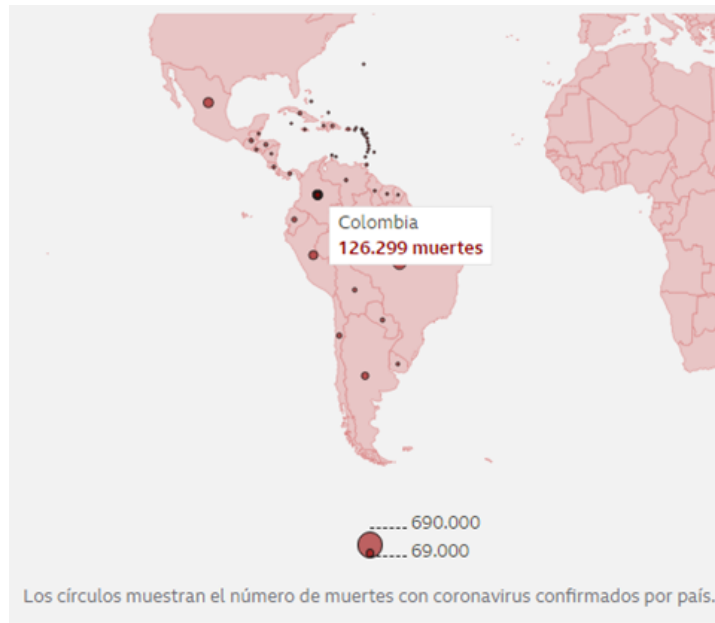 Colombia
126.299 muertes
690.000
69.000
Los círculos muestran el número de muertes con coronavirus confirmados por país.